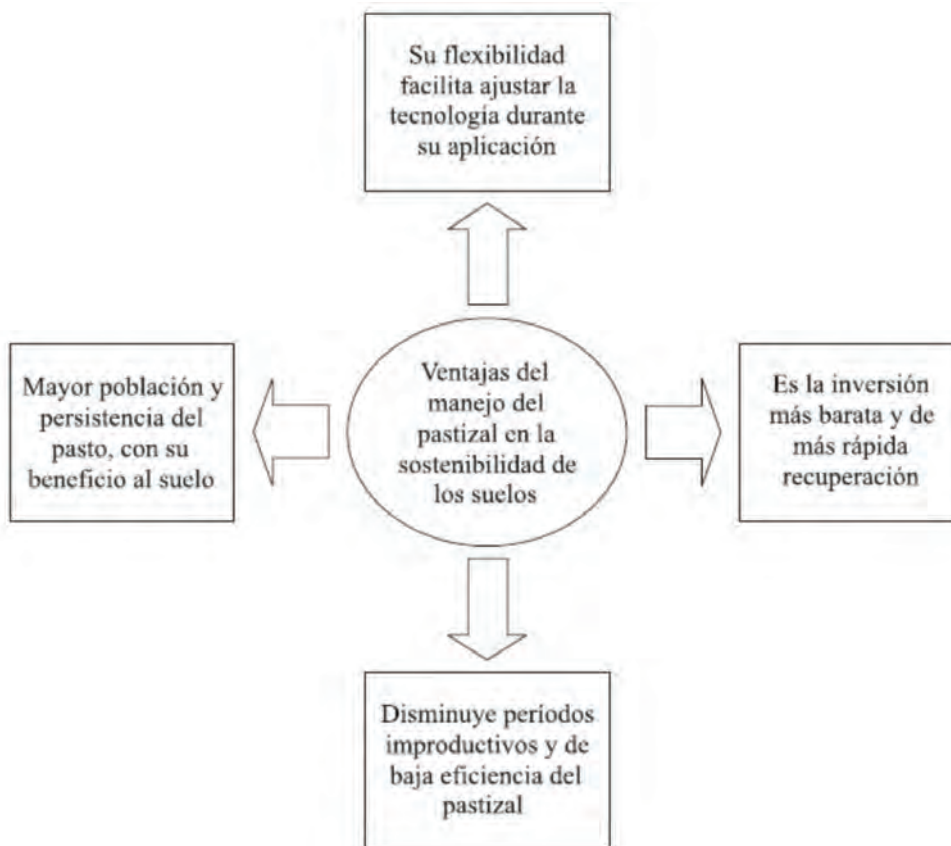 Su flexibilidad
facilita ajustar la
tecnología durante
su aplicación
Mayor población y
persistencia del
pasto, con su
beneficio al suelo
Ventajas del
manejo del
pastizal en la
sostenibilidad de
los suelos
Es la inversión
más barata y de
más rápida
recuperación
Disminuye períodos
improductivos y de
baja eficiencia del
pastizal